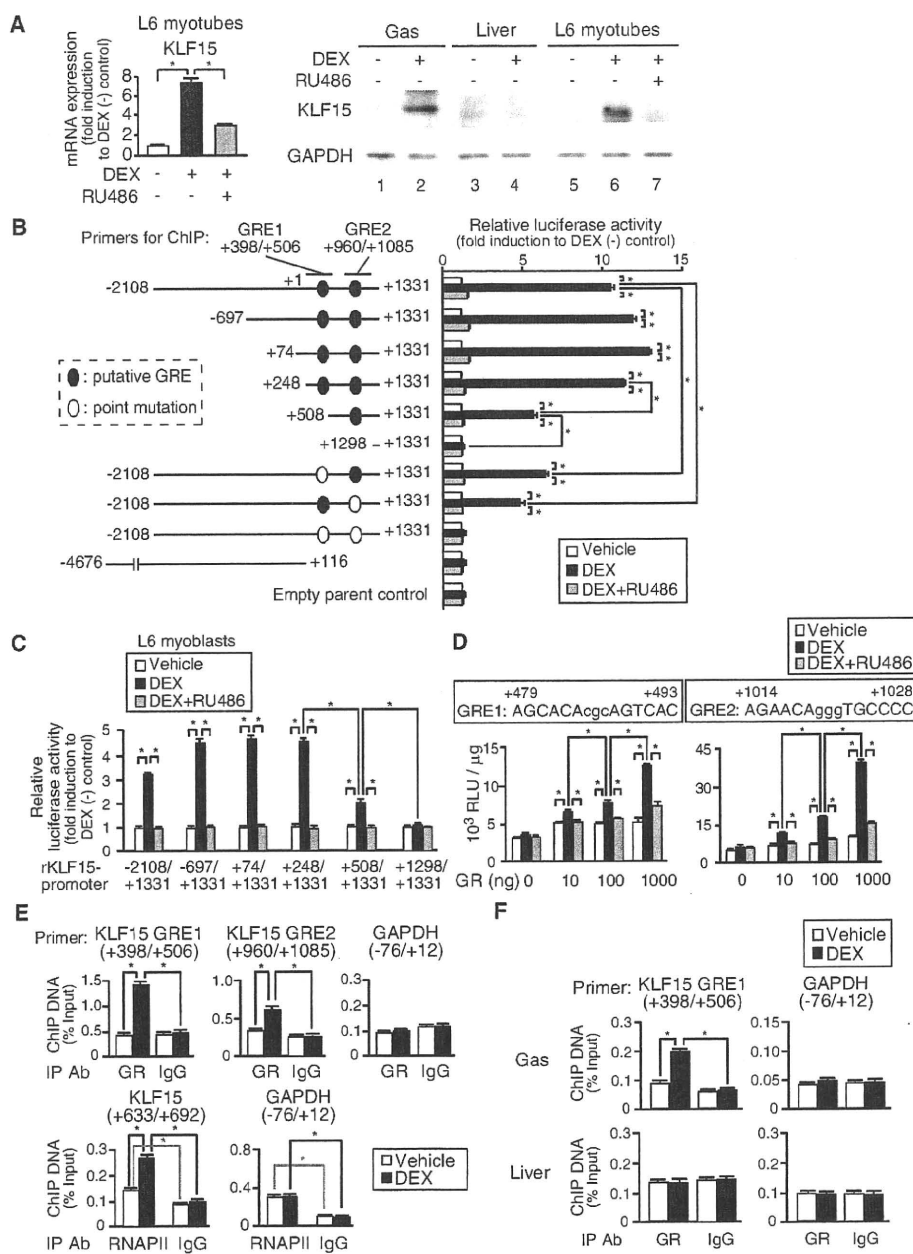 A
L6 myotubes
KLF15
mRNA expression
(fold induction
to DEX (-) control)
8
6
4
2
0
* *
DEX - + +
RU486 +
Gas Liver L6 myotubes
DEX - + - + - + +
RU486 +
KLF15
GAPDH
1 2 3 4 5 6 7
B
Primers for ChIP:
GRE1
+398/+506
GRE2
+960/+1085
Relative luciferase activity
(fold induction to DEX (-) control)
0 5 10 15
+1
-2108 +1331
-697 +1331
+74 +1331
+248 +1331
+508 +1331
+1298 +1331
-2108 +1331
-2108 +1331
-2108 +1331
-4676 +116
Empty parent control
: putative GRE
: point mutation
Vehicle
DEX
DEX+RU486
C
L6 myoblasts
Vehicle
DEX
DEX+RU486
Relative
luciferase activity
(fold induction to
DEX (-) control)
5
4
3
2
1
0
rKLF15-
promoter
-2108/ -697/ +74/ +248/ +508/ +1298/
+1331 +1331 +1331 +1331 +1331 +1331
D
Vehicle
DEX
DEX+RU486
+479 +493
GRE1: AGCACAcgcAGTCAC
+1014 +1028
GRE2: AGAACAgggTGCCCC
10³ RLU / μg
15
10
5
0
45
30
15
0
GR (ng) 0 10 100 1000
0 10 100 1000
E
Primer: KLF15 GRE1
(+398/+506)
KLF15 GRE2
(+960/+1085)
GAPDH
(-76/+12)
ChIP DNA
(% Input)
1.5
1.0
0.5
0
1.5
1.0
0.5
0
0.3
0.2
0.1
0
IP Ab GR IgG GR IgG GR IgG
KLF15
(+633/+692)
GAPDH
(-76/+12)
ChIP DNA
(% Input)
0.3
0.2
0.1
0
0.8
0.4
0
IP Ab RNAPII IgG RNAPII IgG
Vehicle
DEX
F
Vehicle
DEX
Primer: KLF15 GRE1
(+398/+506)
GAPDH
(-76/+12)
Gas
ChIP DNA
(% Input)
0.3
0.2
0.1
0
0.15
0.10
0.05
0
Liver
ChIP DNA
(% Input)
0.3
0.2
0.1
0
0.3
0.2
0.1
0
IP Ab GR IgG GR IgG